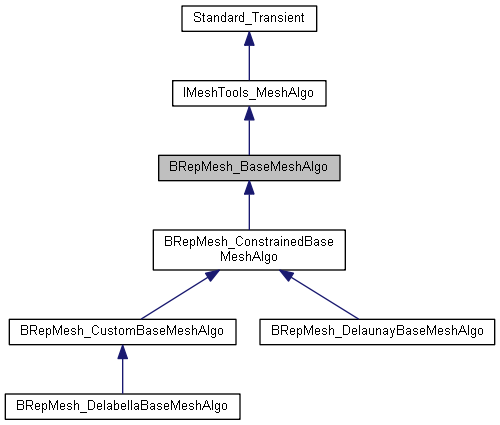 Standard_Transient
IMeshTools_MeshAlgo
BRepMesh_BaseMeshAlgo
BRepMesh_ConstrainedBase
MeshAlgo
BRepMesh_CustomBaseMeshAlgo
BRepMesh_DelaunayBaseMeshAlgo
BRepMesh_DelabellaBaseMeshAlgo